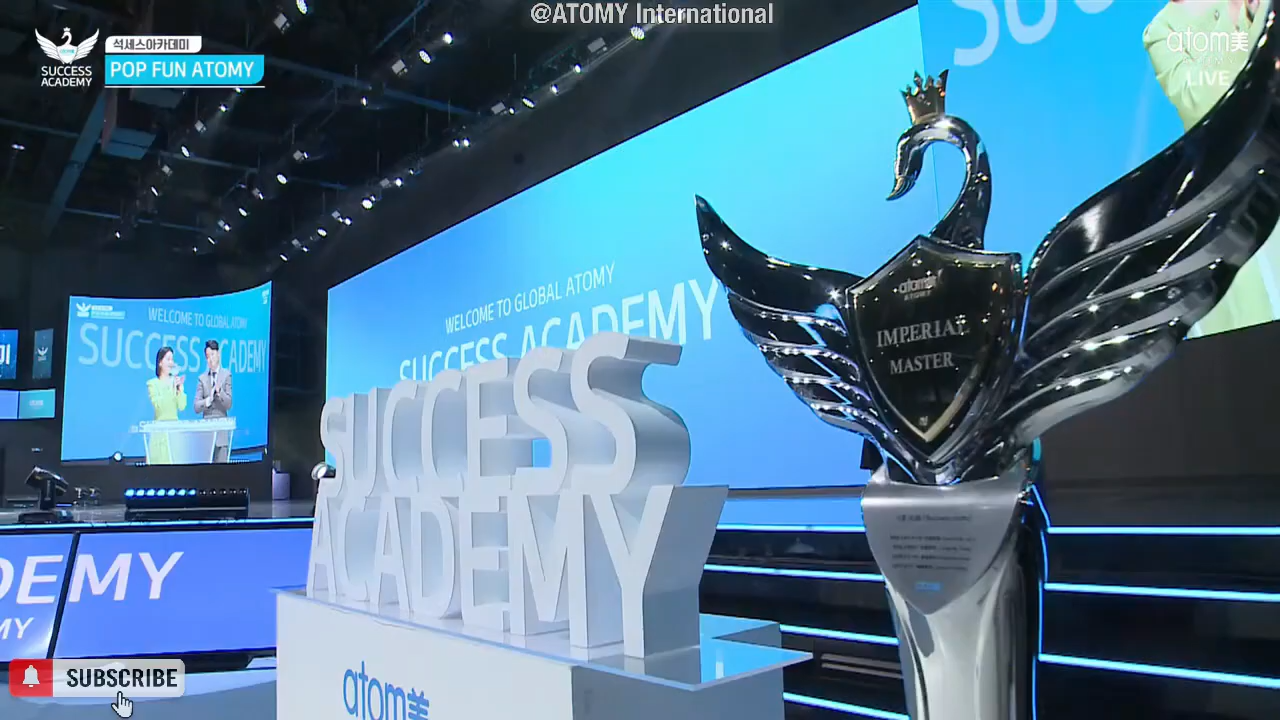 @ATOMY International
석세스아카데미
POP FUN ATOMY
SUCCESS
ACADEMY
atom美
LIVE
WELCOME TO GLOBAL ATOMY
SUCCESS ACADEMY
WELCOME TO GLOBAL ATOMY
SUCCESS ACADEMY
atom美
IMPERIAL
MASTER
SUCCESS
ACADEMY
DEMY
MY
SUBSCRIBE
atom美